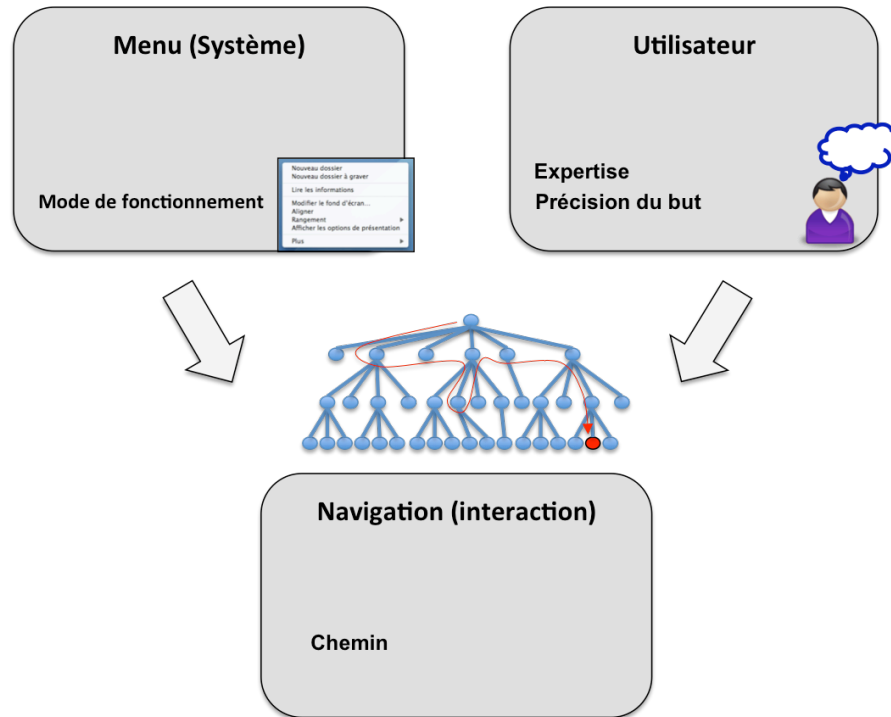 Menu (Système)
Mode de fonctionnement
Nouveau dossier
Nouveau dossier à graver
Lire les informations
Modifier le fond d'écran...
Aligner
Rangement
Afficher les options de présentation
Plus
Utilisateur
Expertise
Précision du but
Navigation (interaction)
Chemin